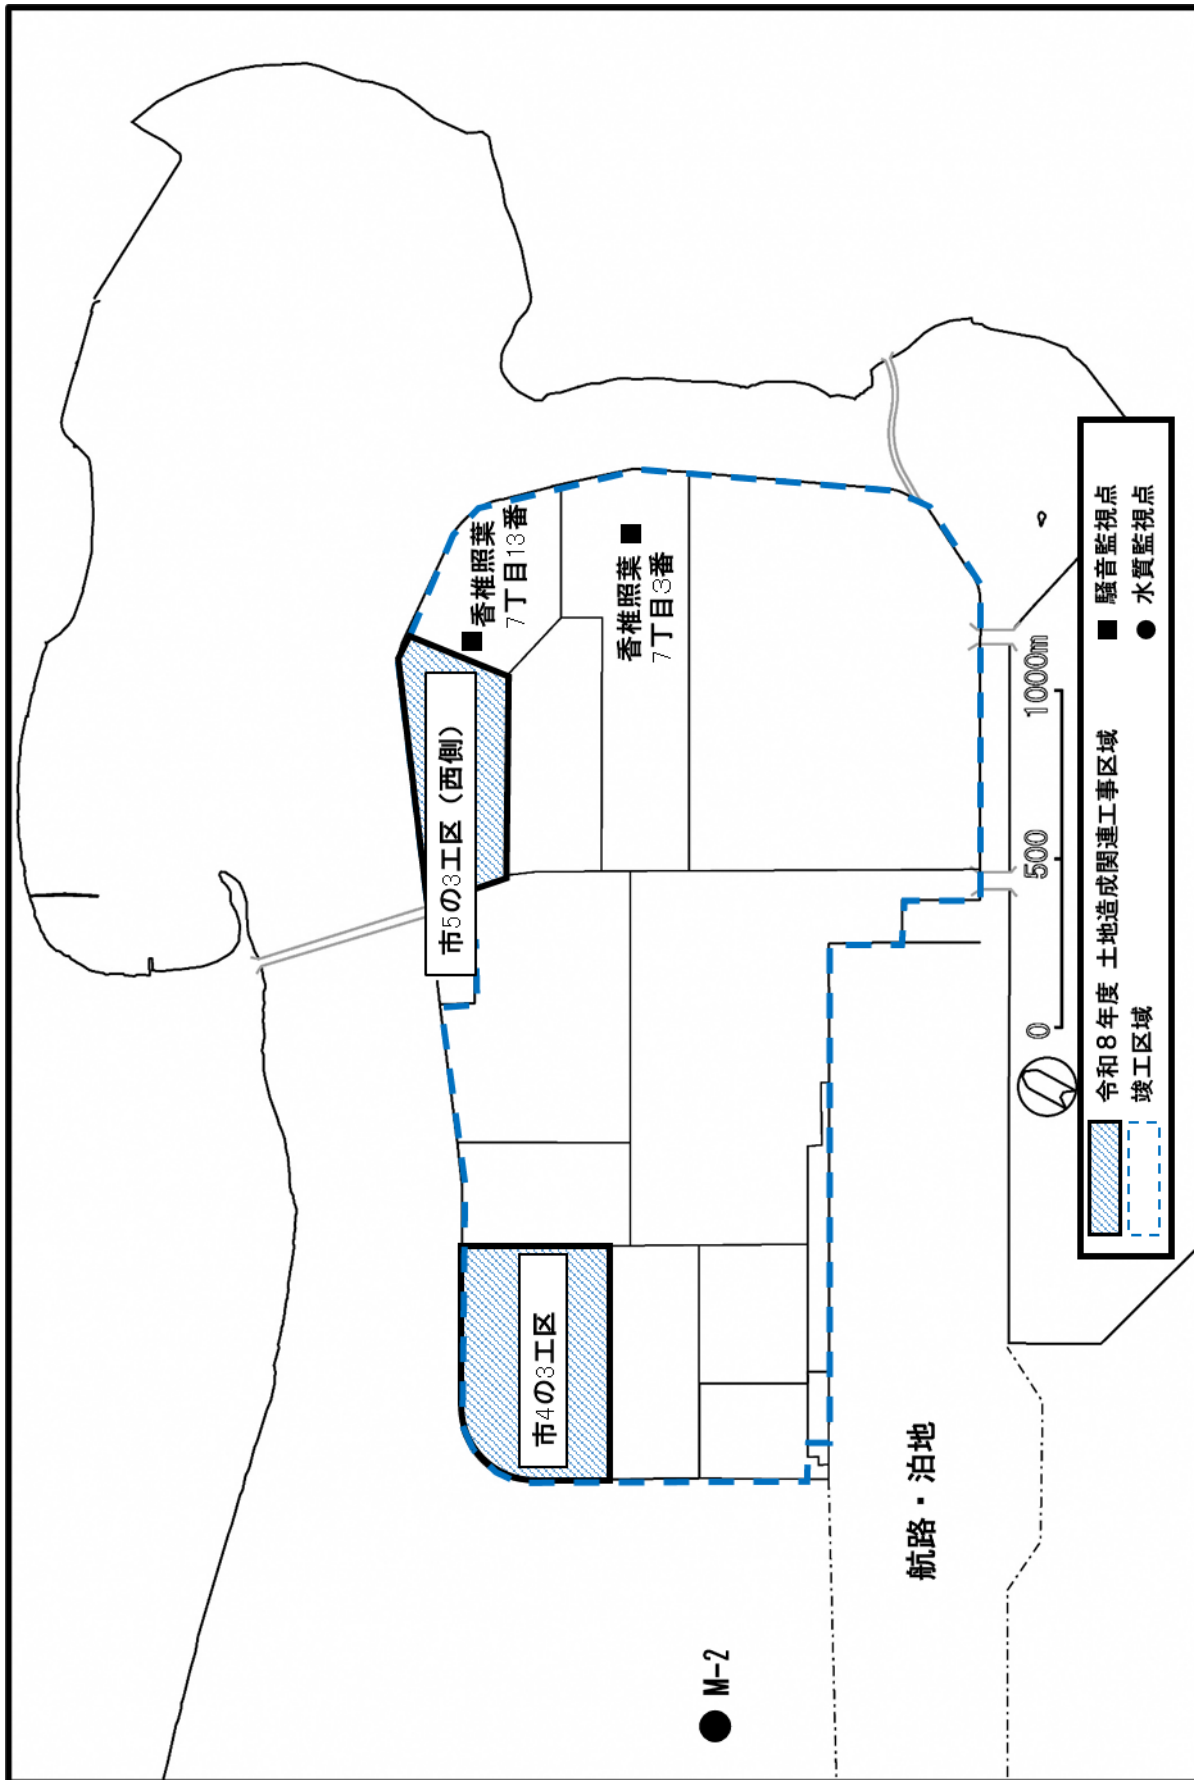 香椎照葉
7丁目13番
香椎照葉
7丁目3番
市5の3工区（西側）
市4の3工区
M-2
航路・泊地
0
500
1000m
令和8年度 土地造成関連工事区域
竣工区域
騒音監視点
水質監視点